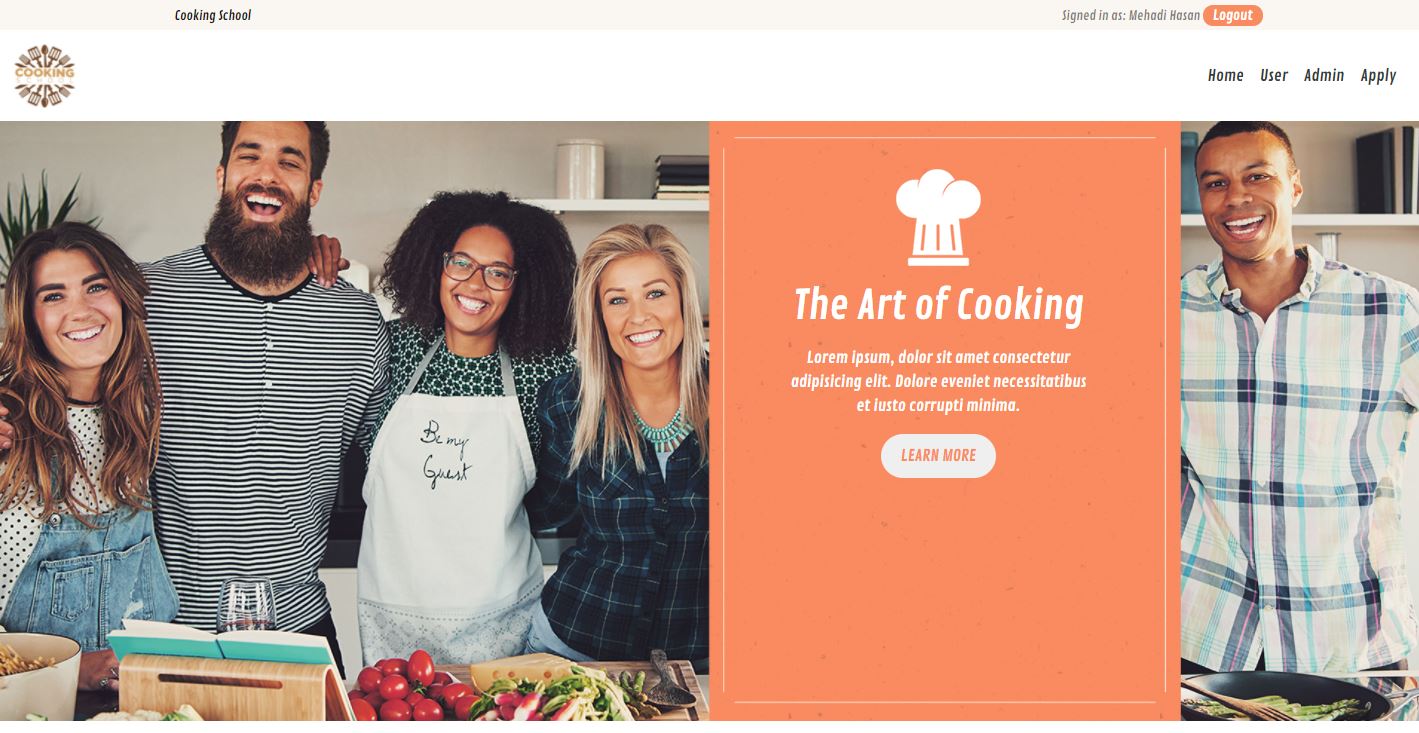 Cooking School
Signed in as: Mehadi Hasan Logout
COOKING
SCHOOL
Home User Admin Apply
The Art of Cooking
Lorem ipsum, dolor sit amet consectetur
adipisicing elit. Dolore eveniet necessitatibus
et iusto corrupti minima.
LEARN MORE
Be my
Guest